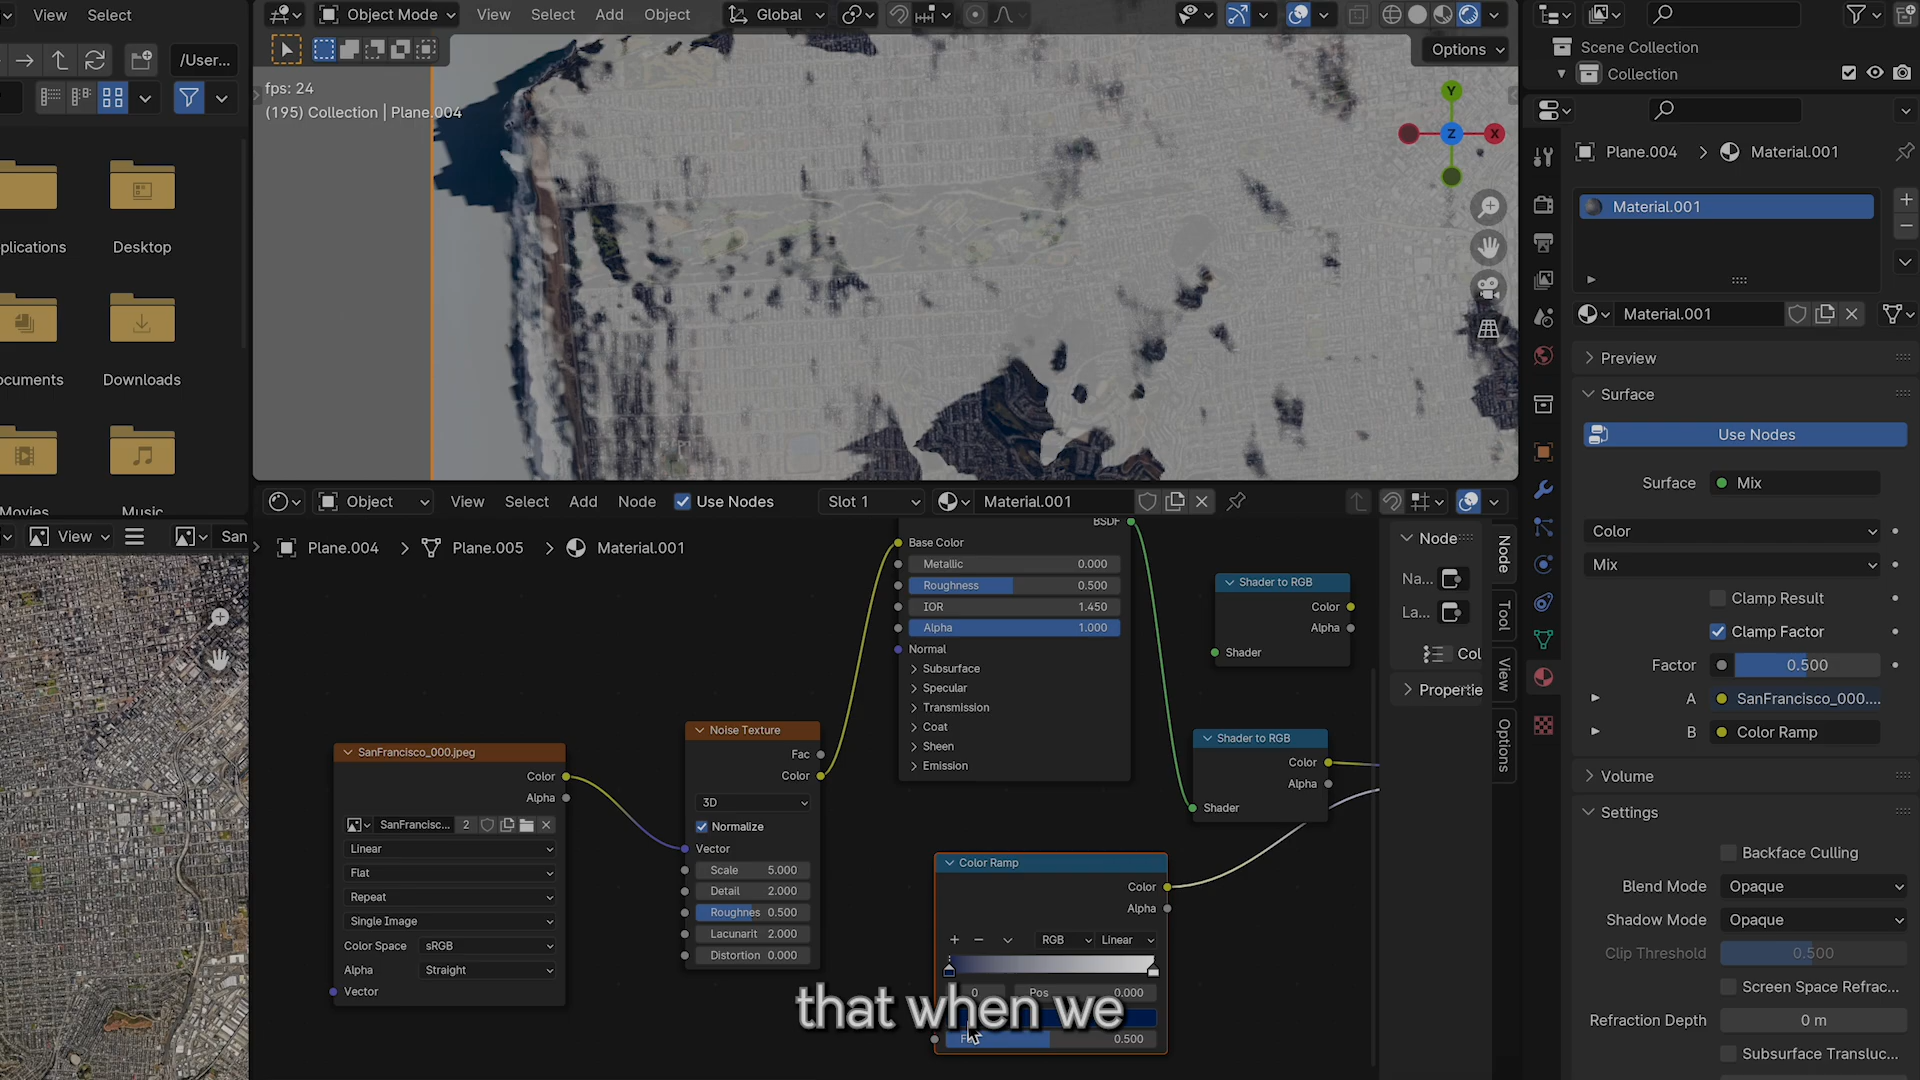 View
Select
/User...
plications
Desktop
ocuments
Downloads
Movies
Music
View
San
Object Mode
View
Select
Add
Object
Global
Options
fps: 24
(195) Collection | Plane.004
Y
Z
X
Object
View
Select
Add
Node
Use Nodes
Slot 1
Material.001
Plane.004
Plane.005
Material.001
SanFrancisco_000.jpeg
Color
Alpha
SanFrancisc...
2
Linear
Flat
Repeat
Single Image
Color Space
sRGB
Alpha
Straight
Vector
Noise Texture
Fac
Color
3D
Normalize
Vector
Scale 5.000
Detail 2.000
Roughnes 0.500
Lacunarit 2.000
Distortion 0.000
BSDF
Base Color
Metallic 0.000
Roughness 0.500
IOR 1.450
Alpha 1.000
Normal
Subsurface
Specular
Transmission
Coat
Sheen
Emission
Shader to RGB
Color
Alpha
Shader
Shader to RGB
Color
Alpha
Shader
Color Ramp
Color
Alpha
RGB
Linear
0
Pos 0.000
0.500
that when we
Node
Na...
La...
Col
Propertie
Node
Tool
View
Options
Scene Collection
Collection
Plane.004
Material.001
Material.001
Material.001
Preview
Surface
Use Nodes
Surface
Mix
Color
Mix
Clamp Result
Clamp Factor
Factor 0.500
A SanFrancisco_000....
B Color Ramp
Volume
Settings
Backface Culling
Blend Mode Opaque
Shadow Mode Opaque
Clip Threshold 0.500
Screen Space Refrac...
Refraction Depth 0 m
Subsurface Transluc...